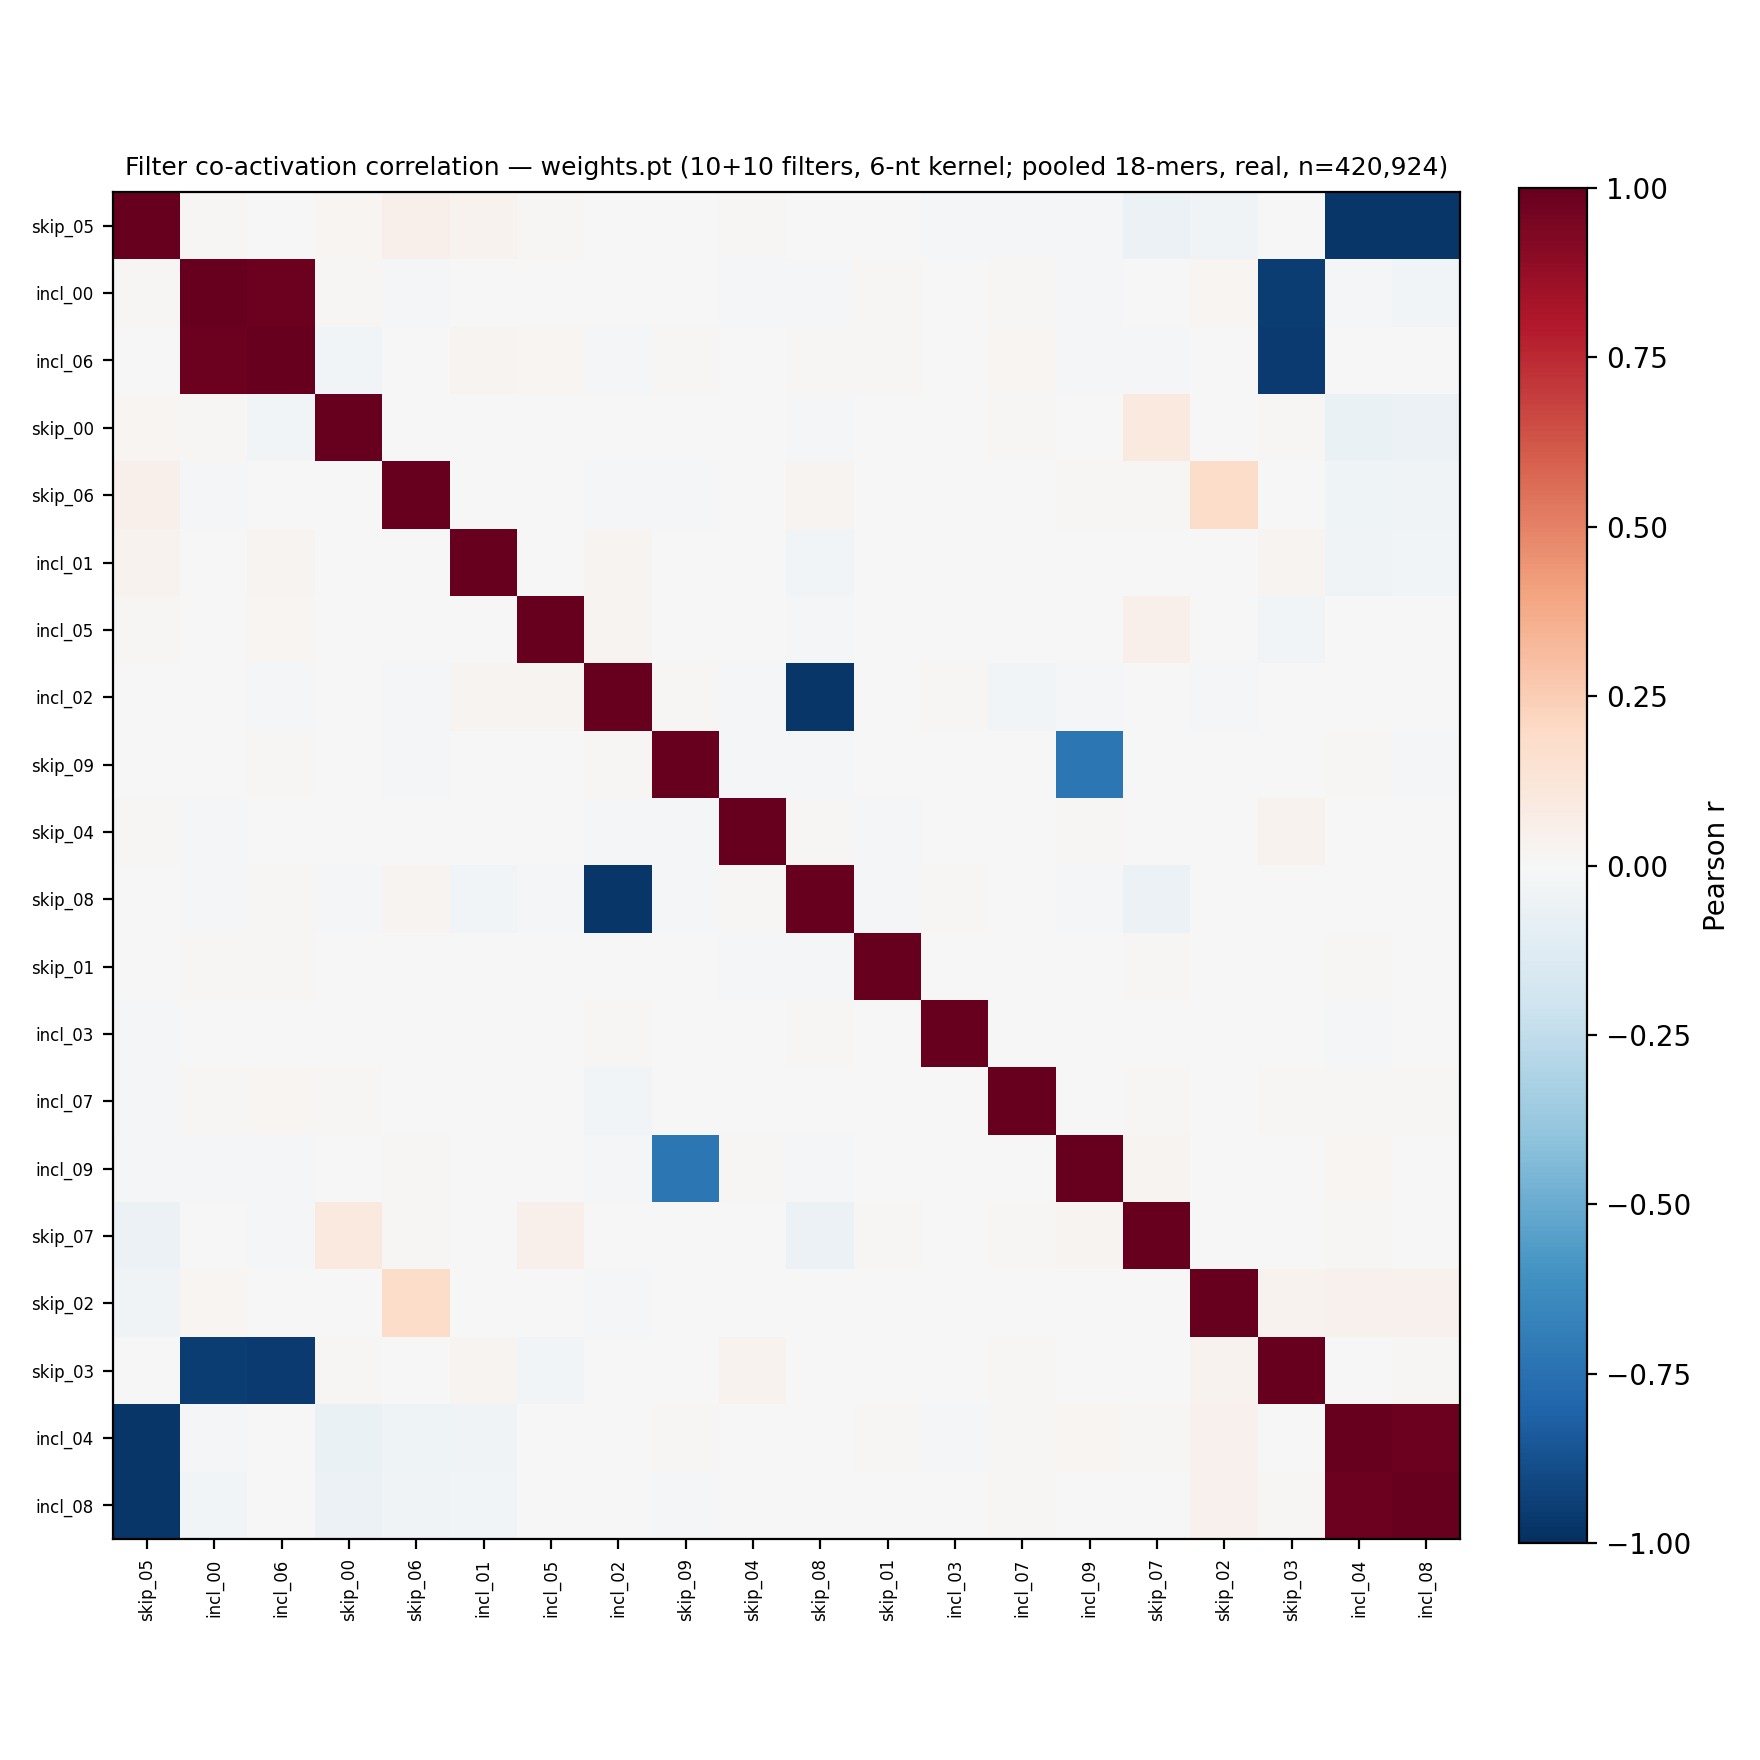 Filter co-activation correlation — weights.pt (10+10 filters, 6-nt kernel; pooled 18-mers, real, n=420,924)
skip_05
incl_00
incl_06
skip_00
skip_06
incl_01
incl_05
incl_02
skip_09
skip_04
skip_08
skip_01
incl_03
incl_07
incl_09
skip_07
skip_02
skip_03
incl_04
incl_08
skip_05 incl_00 incl_06 skip_00 skip_06 incl_01 incl_05 incl_02 skip_09 skip_04 skip_08 skip_01 incl_03 incl_07 incl_09 skip_07 skip_02 skip_03 incl_04 incl_08
1.00
0.75
0.50
0.25
0.00
−0.25
−0.50
−0.75
−1.00
Pearson r